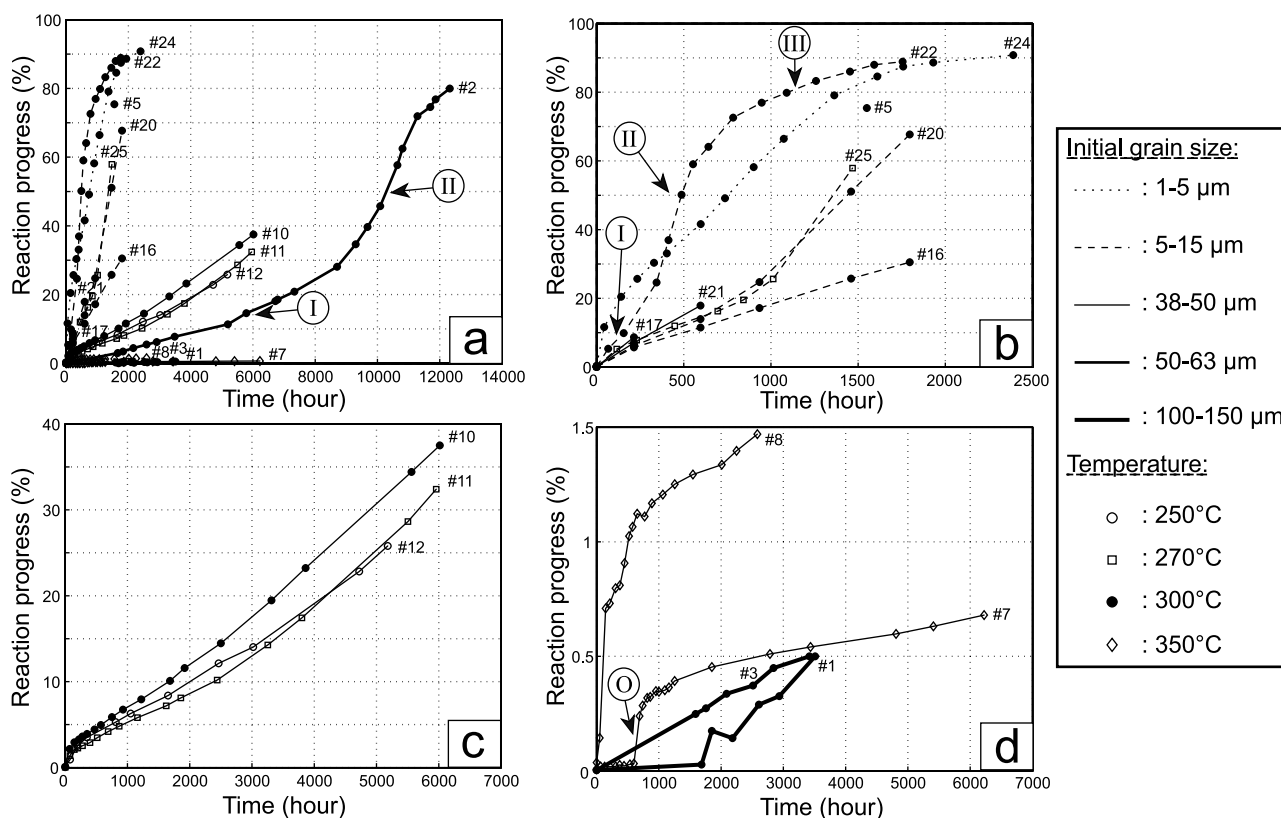 100
80
60
40
20
0
Reaction progress (%)
#24
#22
#5
#20
#25
#16
#21
#17
#2
#10
#11
#12
#8
#3
#1
#7
I
II
a
0
2000
4000
6000
8000
10000
12000
14000
Time (hour)
100
80
60
40
20
0
Reaction progress (%)
III
#22
#24
#5
II
#20
#25
I
#21
#16
#17
b
0
500
1000
1500
2000
2500
Time (hour)
40
35
30
25
20
15
10
5
0
Reaction progress (%)
#10
#11
#12
c
0
1000
2000
3000
4000
5000
6000
7000
Time (hour)
1.5
1
0.5
0
Reaction progress (%)
#8
#7
#3
#1
O
d
0
1000
2000
3000
4000
5000
6000
7000
Time (hour)
Initial grain size:
: 1-5 µm
: 5-15 µm
: 38-50 µm
: 50-63 µm
: 100-150 µm
Temperature:
: 250°C
: 270°C
: 300°C
: 350°C